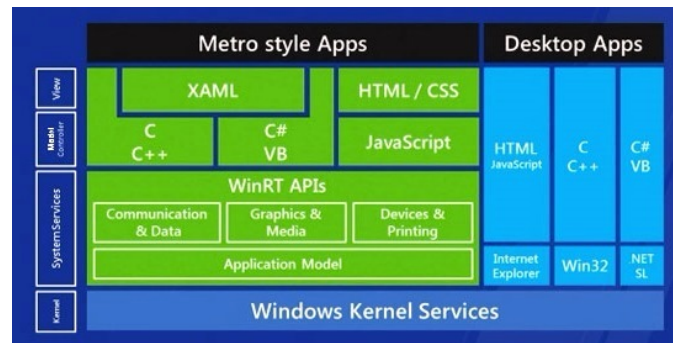 Metro style Apps
Desktop Apps
View
XAML
HTML / CSS
Model
Controller
C
C++
C#
VB
JavaScript
HTML
JavaScript
C
C++
C#
VB
System Services
WinRT APIs
Communication
& Data
Graphics &
Media
Devices &
Printing
Application Model
Internet
Explorer
Win32
.NET
SL
Kernel
Windows Kernel Services